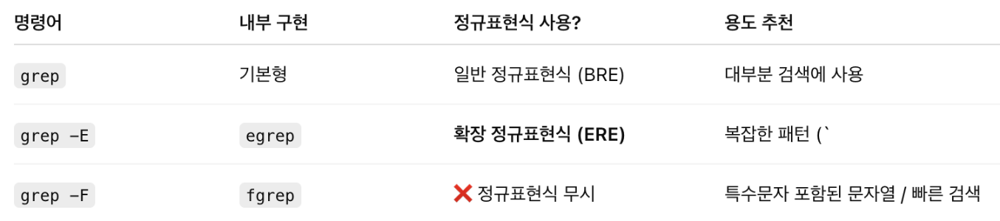 명령어 내부 구현 정규표현식 사용? 용도 추천
grep 기본형 일반 정규표현식 (BRE) 대부분 검색에 사용
grep -E egrep 확장 정규표현식 (ERE) 복잡한 패턴 (`
grep -F fgrep ❌ 정규표현식 무시 특수문자 포함된 문자열 / 빠른 검색